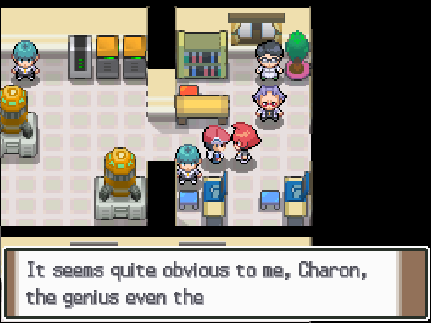 It seems quite obvious to me, Charon,
the genius even the